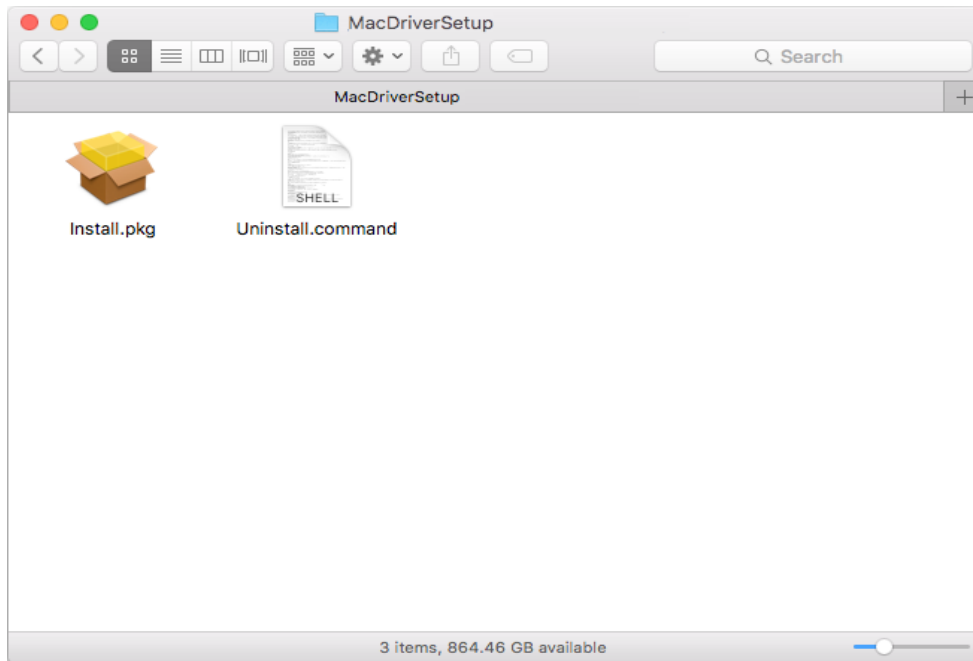 MacDriverSetup
Search
MacDriverSetup
SHELL
Install.pkg
Uninstall.command
3 items, 864.46 GB available